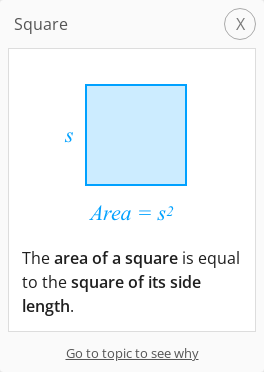 Square X
s
Area = s²
The area of a square is equal
to the square of its side
length.
Go to topic to see why